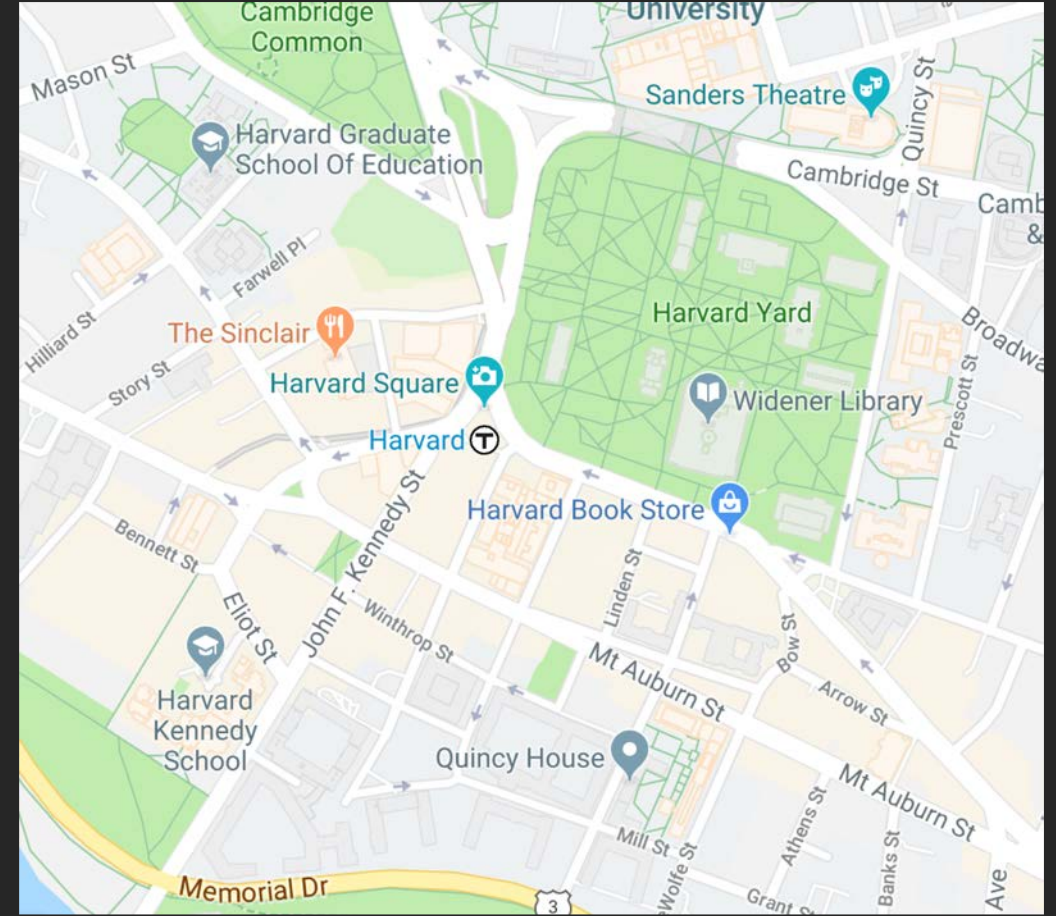 Cambridge
Common
University
Mason St
Sanders Theatre
Quincy St
Harvard Graduate
School Of Education
Cambridge St
Camb
&
Farwell Pl
Harvard Yard
The Sinclair
Broadwa
Hilliard St
Story St
Harvard Square
Widener Library
Prescott St
Harvard
T
Harvard Book Store
Bennett St
John F. Kennedy St
Linden St
Eliot St
Winthrop St
Bow St
Mt Auburn St
Arrow St
Harvard
Kennedy
School
Quincy House
Mt Auburn St
Mill St
Athens St
Banks St
eWolfe St
Ave
Memorial Dr
3
Grant